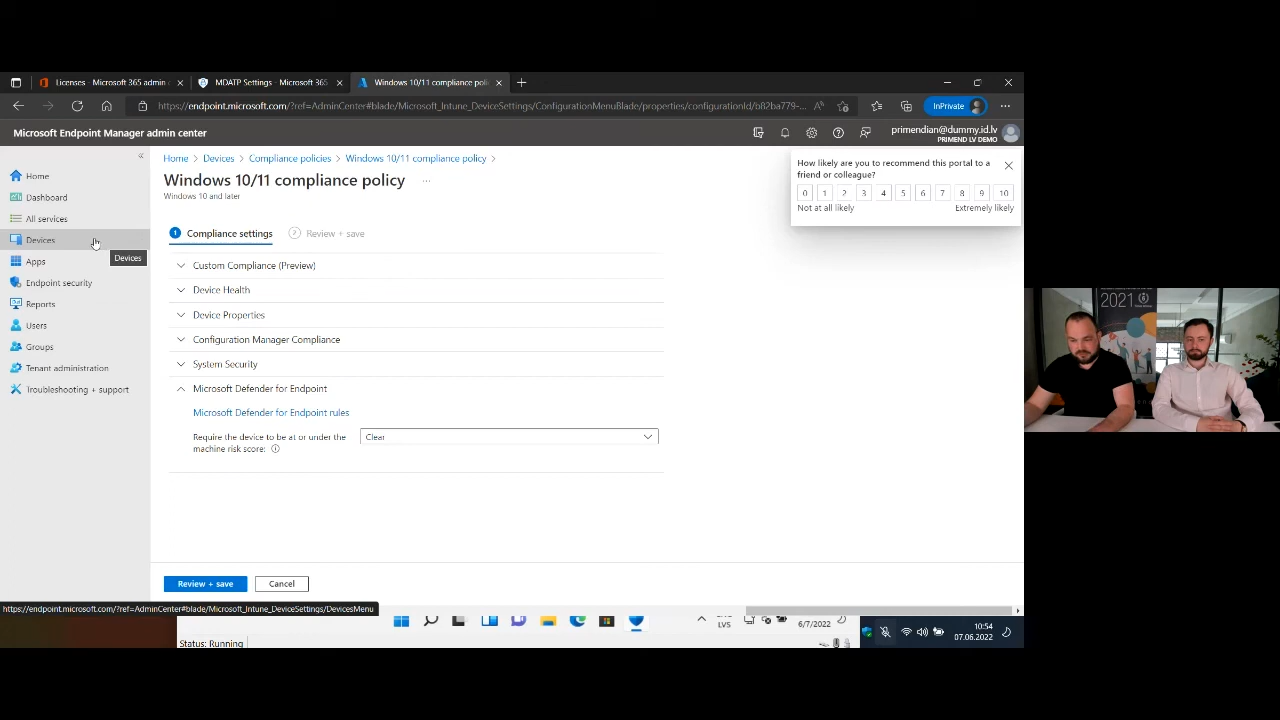 Licenses - Microsoft 365 admin c
MDATP Settings - Microsoft 365
Windows 10/11 compliance poli
https://endpoint.microsoft.com/?ref=AdminCenter#blade/Microsoft_Intune_DeviceSettings/ConfigurationMenuBlade/properties/configurationId/b82ba779-...
InPrivate
Microsoft Endpoint Manager admin center
primendian@dummy.id.lv
PRIMEND LV DEMO
Home
Dashboard
All services
Devices
Devices
Apps
Endpoint security
Reports
Users
Groups
Tenant administration
Troubleshooting + support
Home > Devices > Compliance policies > Windows 10/11 compliance policy >
Windows 10/11 compliance policy
...
Windows 10 and later
1 Compliance settings
2 Review + save
Custom Compliance (Preview)
Device Health
Device Properties
Configuration Manager Compliance
System Security
Microsoft Defender for Endpoint
Microsoft Defender for Endpoint rules
Require the device to be at or under the
machine risk score:
Clear
Review + save
Cancel
How likely are you to recommend this portal to a
friend or colleague?
0 1 2 3 4 5 6 7 8 9 10
Not at all likely
Extremely likely
https://endpoint.microsoft.com/?ref=AdminCenter#blade/Microsoft_Intune_DeviceSettings/DevicesMenu
LVS
6/7/2022
Status: Running
10:54
07.06.2022
2021